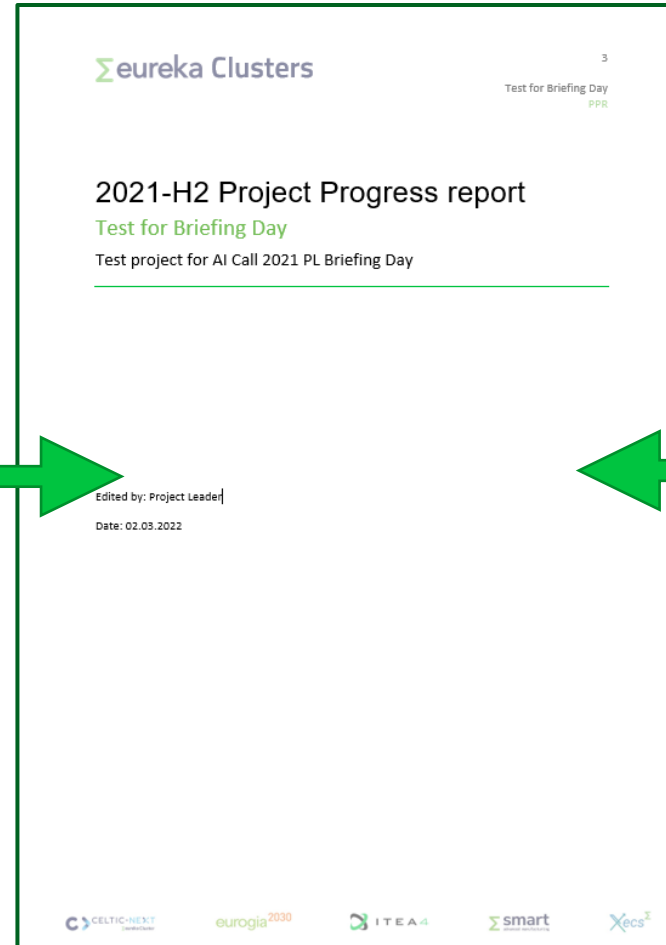 Σeureka Clusters
3
Test for Briefing Day
PPR
2021-H2 Project Progress report
Test for Briefing Day
Test project for AI Call 2021 PL Briefing Day
Edited by: Project Leader
Date: 02.03.2022
CELTIC-NEXT
eurogia2030
ITEA4
Σ smart
Xecs Σ